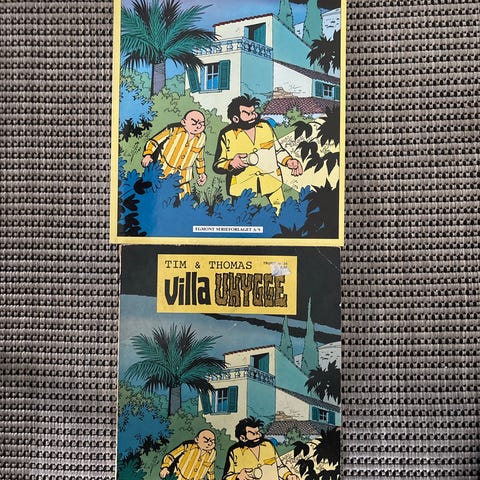 EGMONT SERIEFORLAGET A/S
TIM & THOMAS
Villa UHYGGE